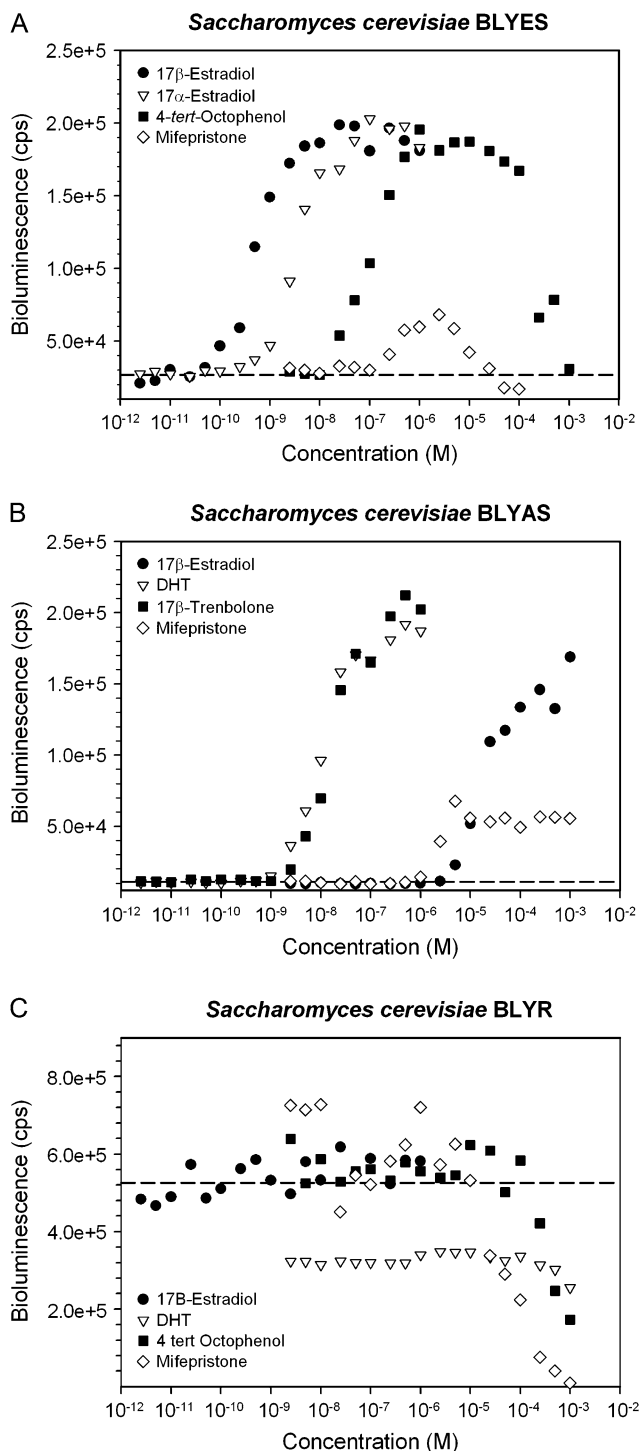 A
Saccharomyces cerevisiae BLYES
2.5e+5
2.0e+5
1.5e+5
1.0e+5
5.0e+4
Bioluminescence (cps)
17β-Estradiol
17α-Estradiol
4-tert-Octophenol
Mifepristone
10⁻¹² 10⁻¹¹ 10⁻¹⁰ 10⁻⁹ 10⁻⁸ 10⁻⁷ 10⁻⁶ 10⁻⁵ 10⁻⁴ 10⁻³ 10⁻²
Concentration (M)
B
Saccharomyces cerevisiae BLYAS
2.5e+5
2.0e+5
1.5e+5
1.0e+5
5.0e+4
Bioluminescence (cps)
17β-Estradiol
DHT
17β-Trenbolone
Mifepristone
10⁻¹² 10⁻¹¹ 10⁻¹⁰ 10⁻⁹ 10⁻⁸ 10⁻⁷ 10⁻⁶ 10⁻⁵ 10⁻⁴ 10⁻³ 10⁻²
Concentration (M)
C
Saccharomyces cerevisiae BLYR
8.0e+5
6.0e+5
4.0e+5
2.0e+5
Bioluminescence (cps)
17B-Estradiol
DHT
4 tert Octophenol
Mifepristone
10⁻¹² 10⁻¹¹ 10⁻¹⁰ 10⁻⁹ 10⁻⁸ 10⁻⁷ 10⁻⁶ 10⁻⁵ 10⁻⁴ 10⁻³ 10⁻²
Concentration (M)